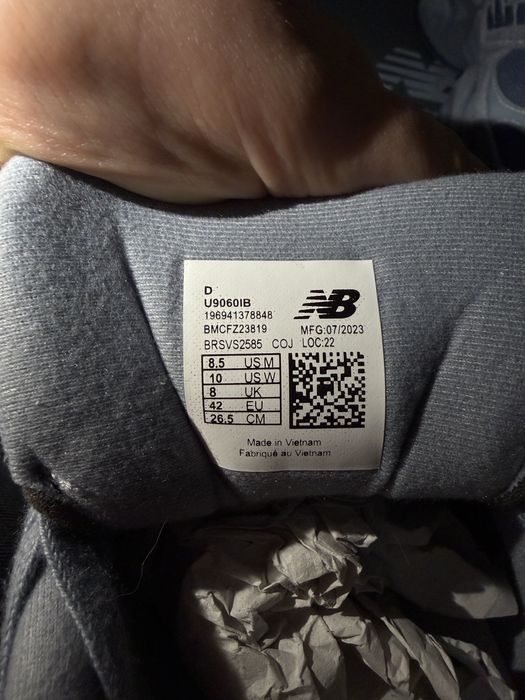 D
U9060IB
196941378848
BMCFZ23819 MFG:07/2023
BRSVS2585 COJ LOC:22
8.5 US M
10 US W
8 UK
42 EU
26.5 CM
Made in Vietnam
Fabriqué au Vietnam
NB